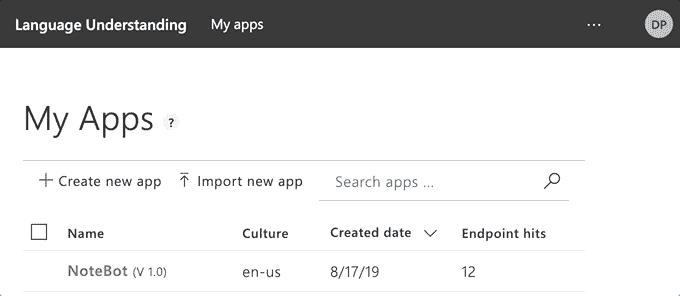 Language Understanding My apps ... DP
My Apps ?
+ Create new app Import new app Search apps ...
Name Culture Created date Endpoint hits
NoteBot (V 1.0) en-us 8/17/19 12